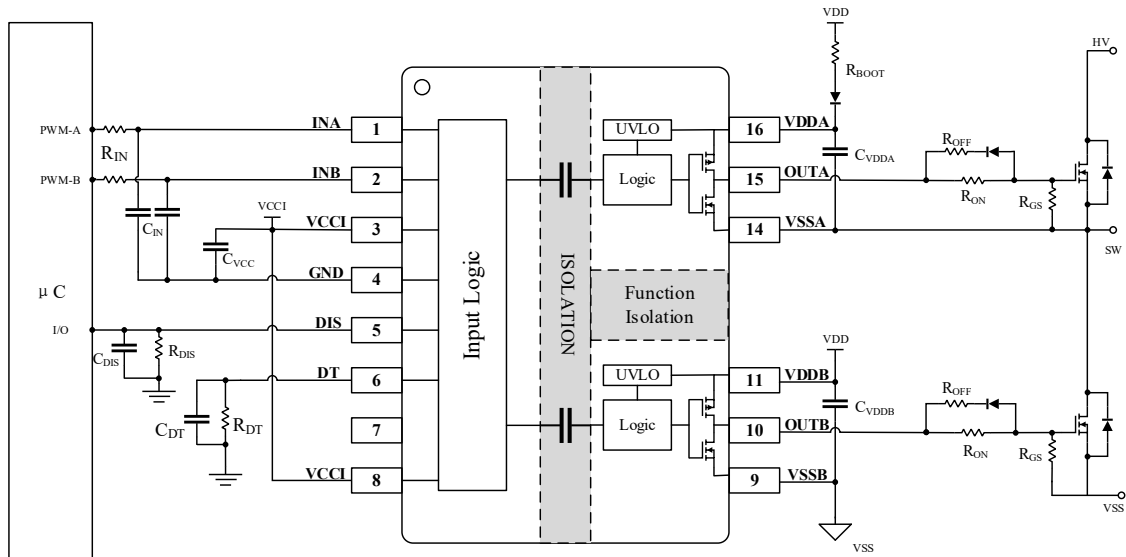 VDD
HV
R_BOOT
PWM-A
INA
1
UVLO
16
VDDA
R_IN
C_VDDA
R_OFF
PWM-B
INB
2
Logic
15
OUTA
R_ON
R_GS
VCCI
C_IN
VCCI
3
14
VSSA
SW
C_VCC
GND
4
μC
Input Logic
ISOLATION
Function
Isolation
I/O
DIS
5
C_DIS
R_DIS
VDD
DT
6
UVLO
11
VDDB
C_VDDB
R_OFF
C_DT
R_DT
7
Logic
10
OUTB
R_ON
R_GS
VCCI
8
9
VSSB
VSS
VSS